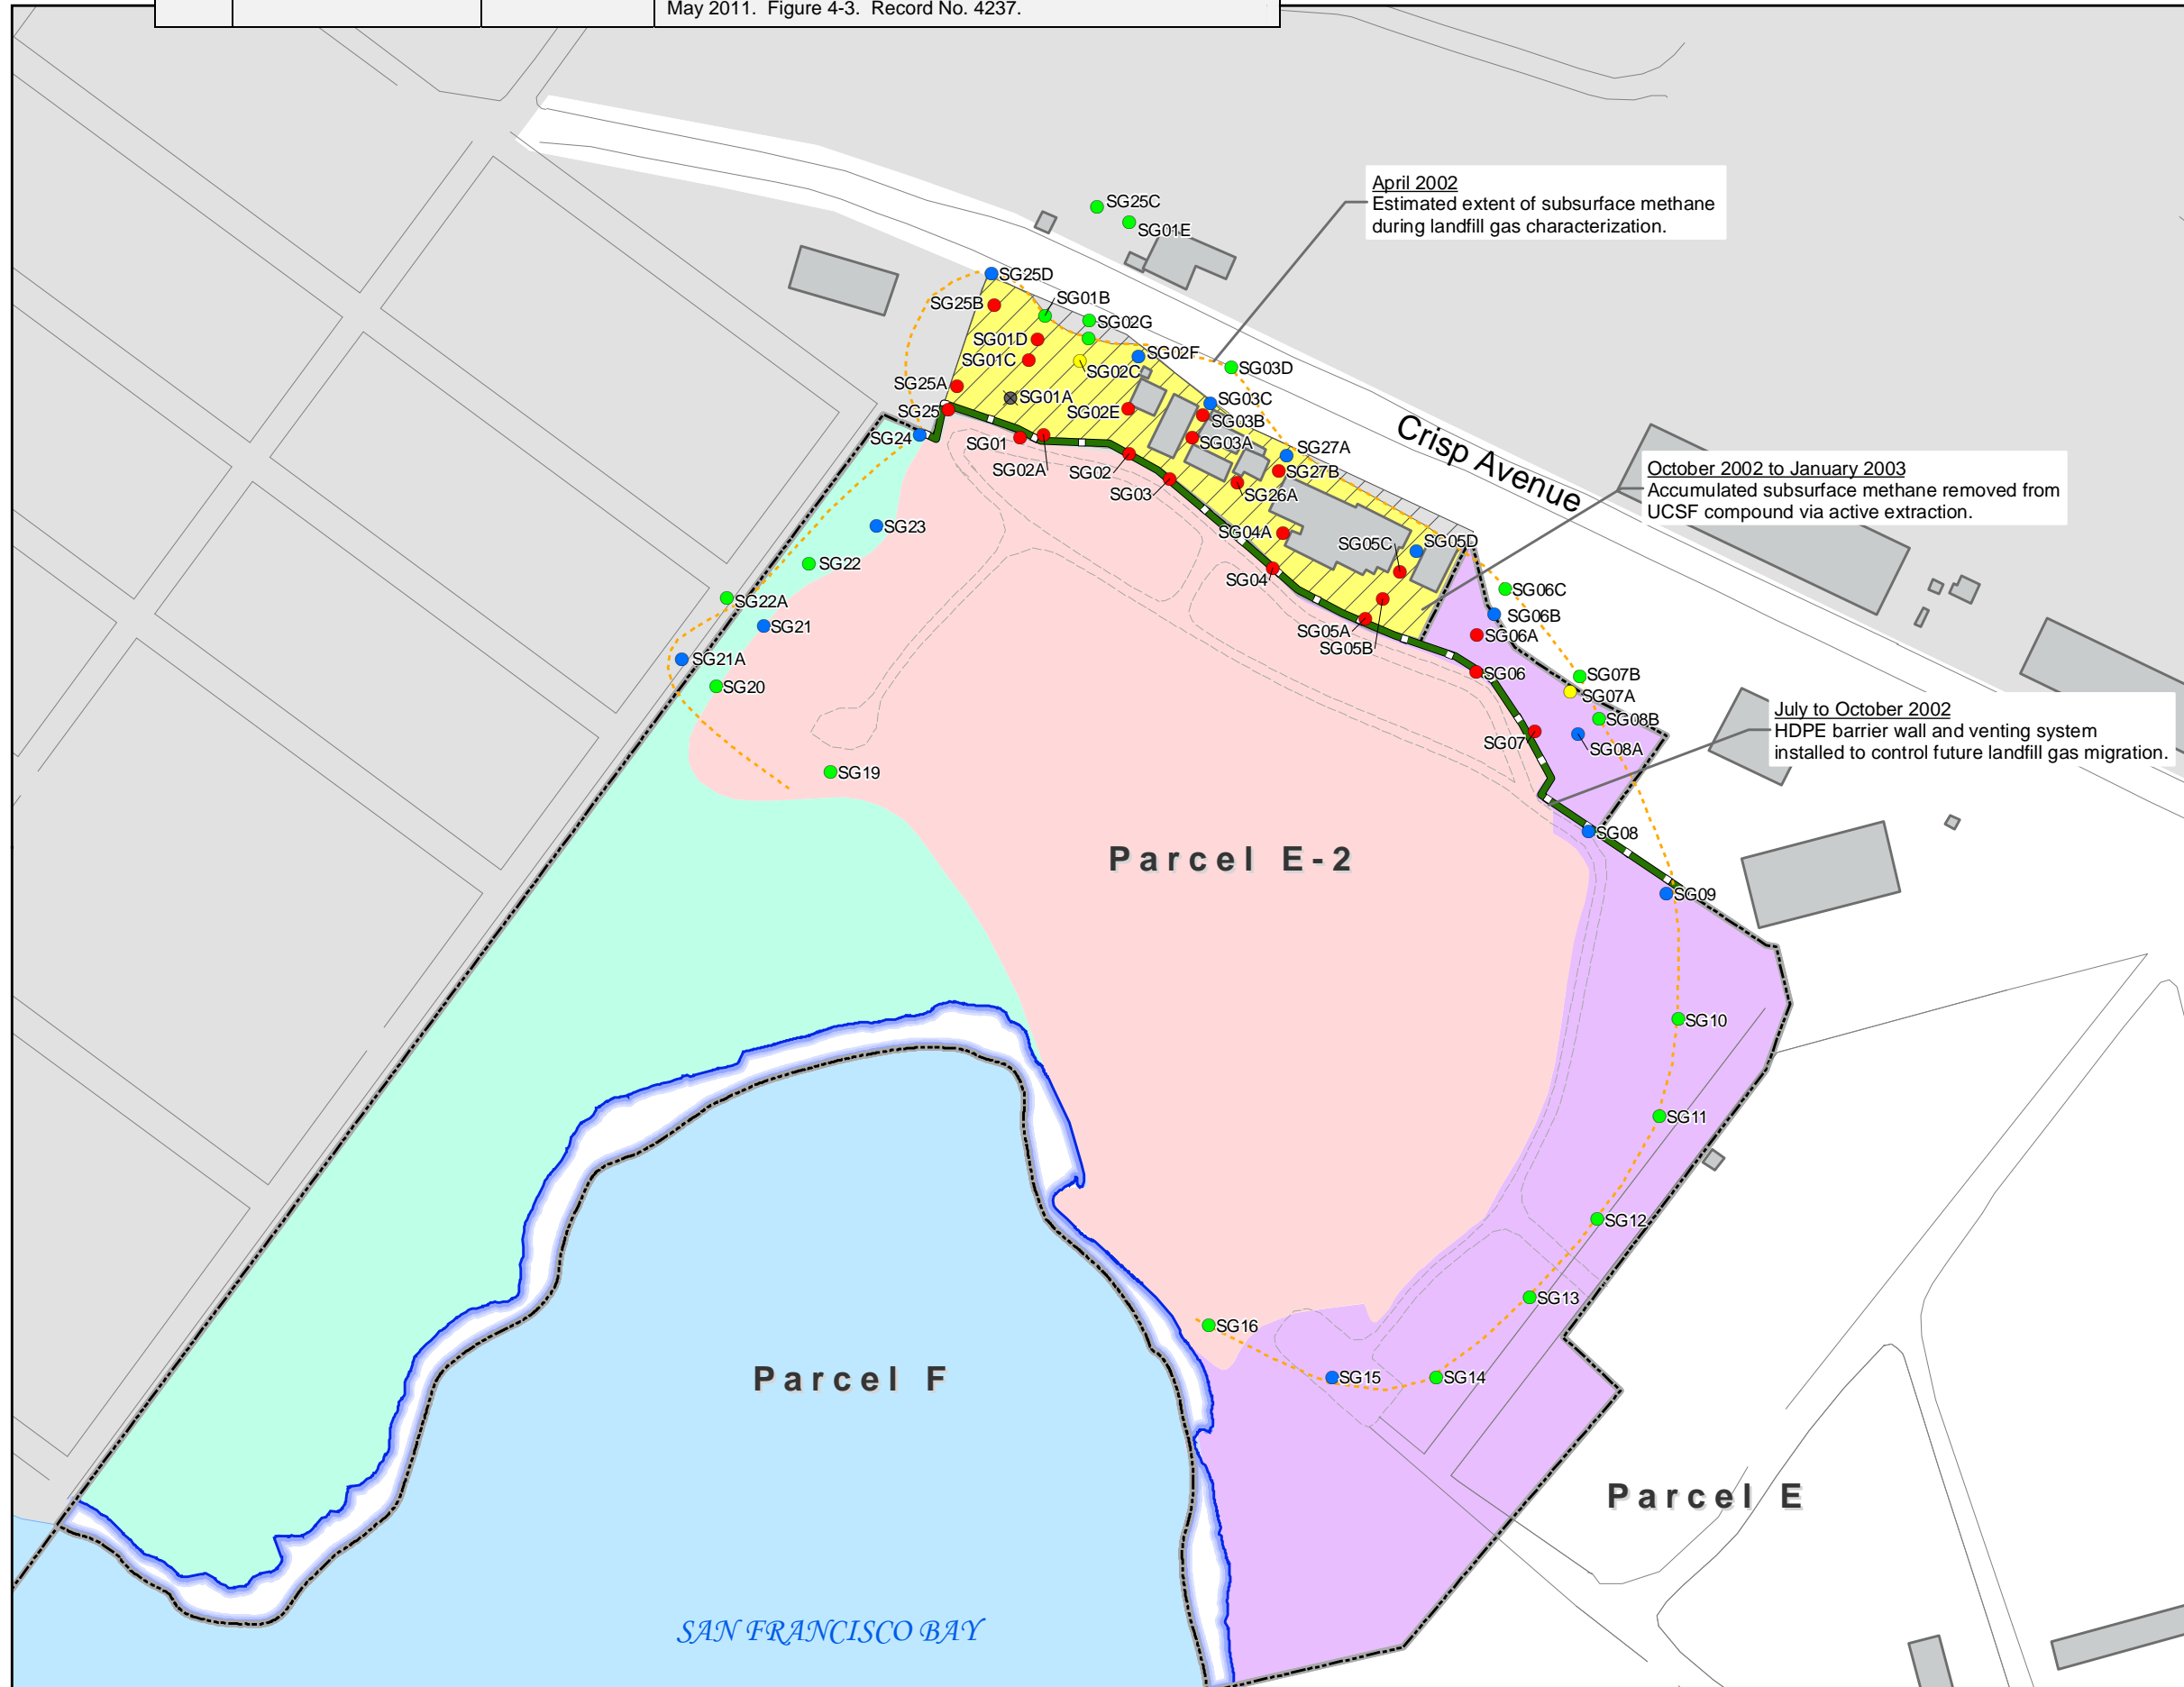 May 2011. Figure 4-3. Record No. 4237.
April 2002
Estimated extent of subsurface methane
during landfill gas characterization.
SG25C
SG01E
SG25D
SG25B
SG01B
SG02G
SG01D
SG01C
SG02C
SG02F
SG03D
SG25A
SG01A
SG25
SG02E
SG03C
SG03B
SG03A
SG24
SG01
SG02A
SG02
SG03
SG27A
SG27B
SG26A
Crisp Avenue
October 2002 to January 2003
Accumulated subsurface methane removed from
UCSF compound via active extraction.
SG23
SG04A
SG05C
SG05D
SG22
SG04
SG22A
SG06C
SG21
SG05A
SG05B
SG06B
SG06A
SG21A
SG20
SG06
SG07B
SG07A
SG08B
SG07
SG08A
July to October 2002
HDPE barrier wall and venting system
installed to control future landfill gas migration.
SG19
SG08
Parcel E-2
SG09
SG10
SG11
SG12
SG13
SG16
SG15
SG14
Parcel F
Parcel E
SAN FRANCISCO BAY